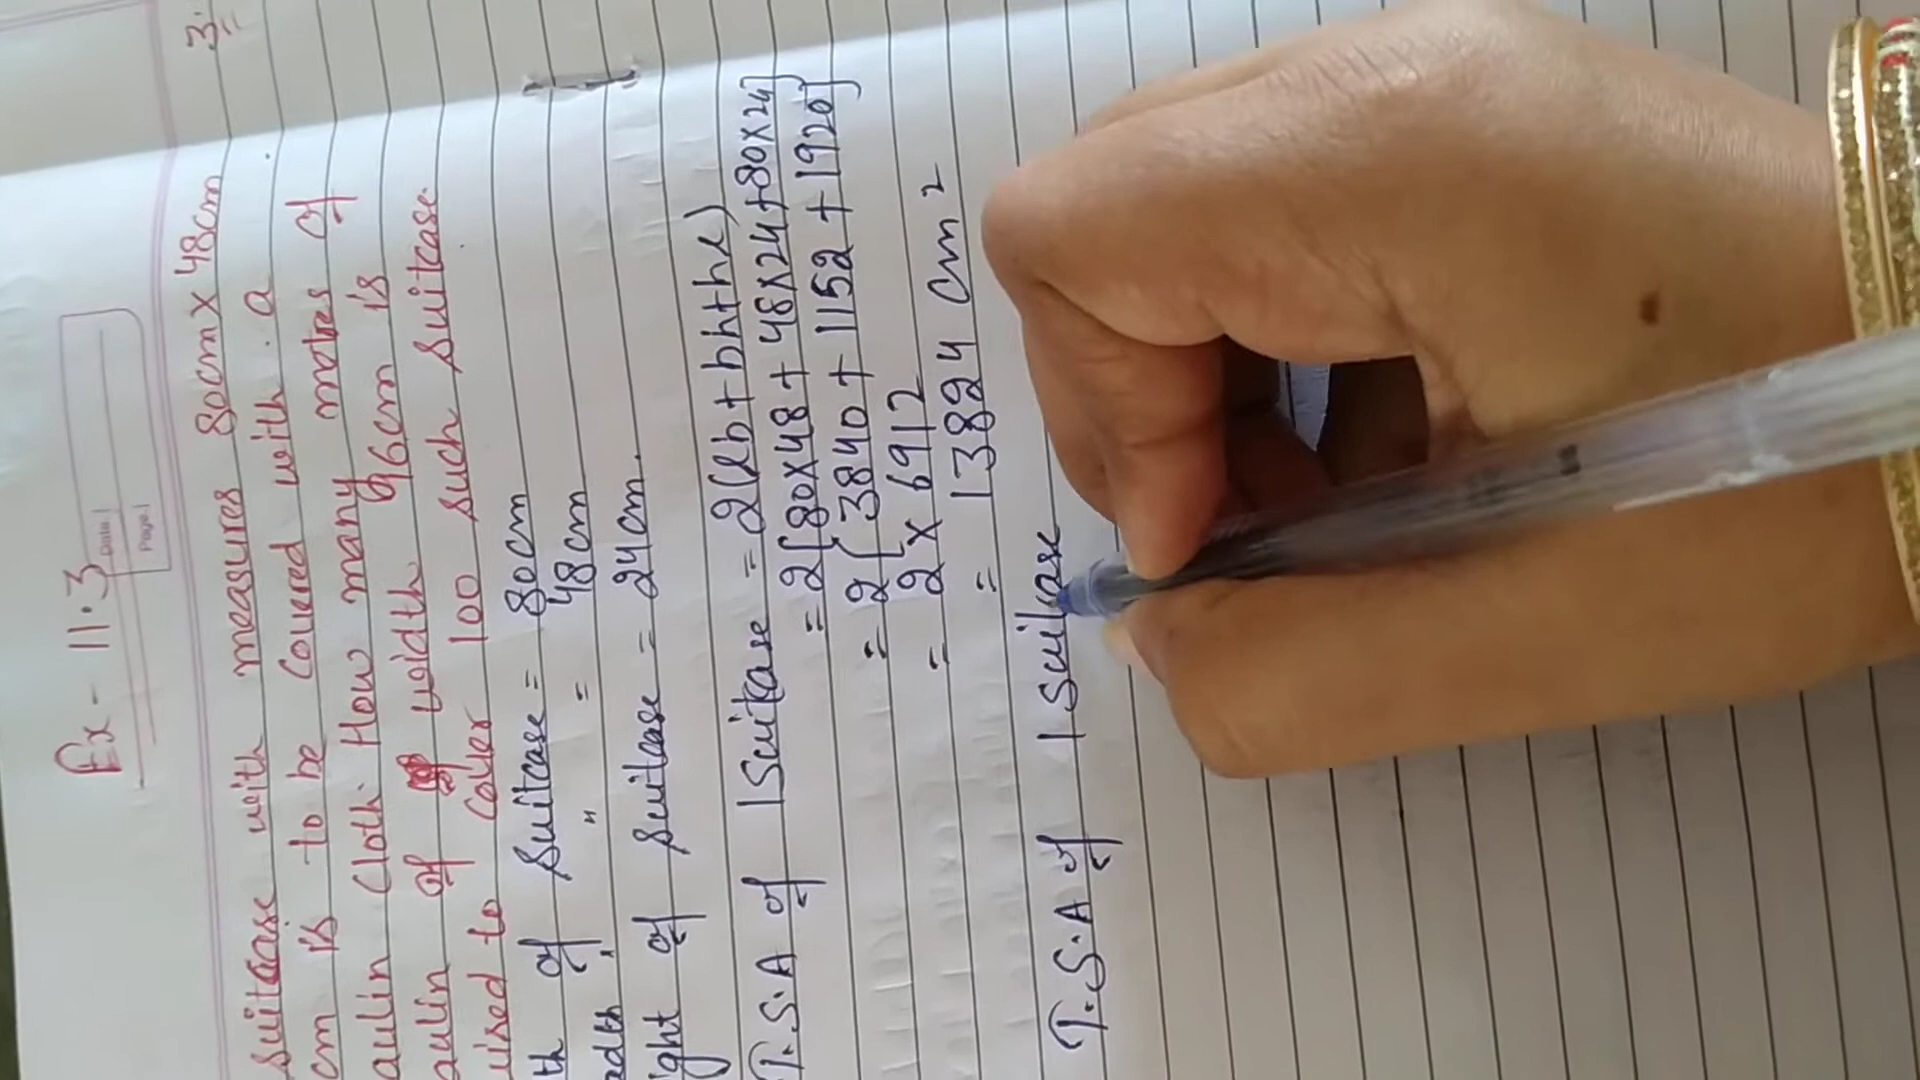 Ex - 11.3
Date
Page
3:
suitcase with measures 80cm x 48cm
cm is to be covered with a
aulin cloth. How many metres of
aulin of width 96cm is
uired to cover 100 such suitcase.
th of suitcase = 80cm
adth " = 48cm
ight of suitcase = 24cm.
T.S.A of 1 Suitcase = 2(lb + bh + hl)
= 2[80x48 + 48x24 + 80x24]
= 2[3840 + 1152 + 1920]
= 2 x 6912
= 13824 cm²
T.S.A of 1 suitcase